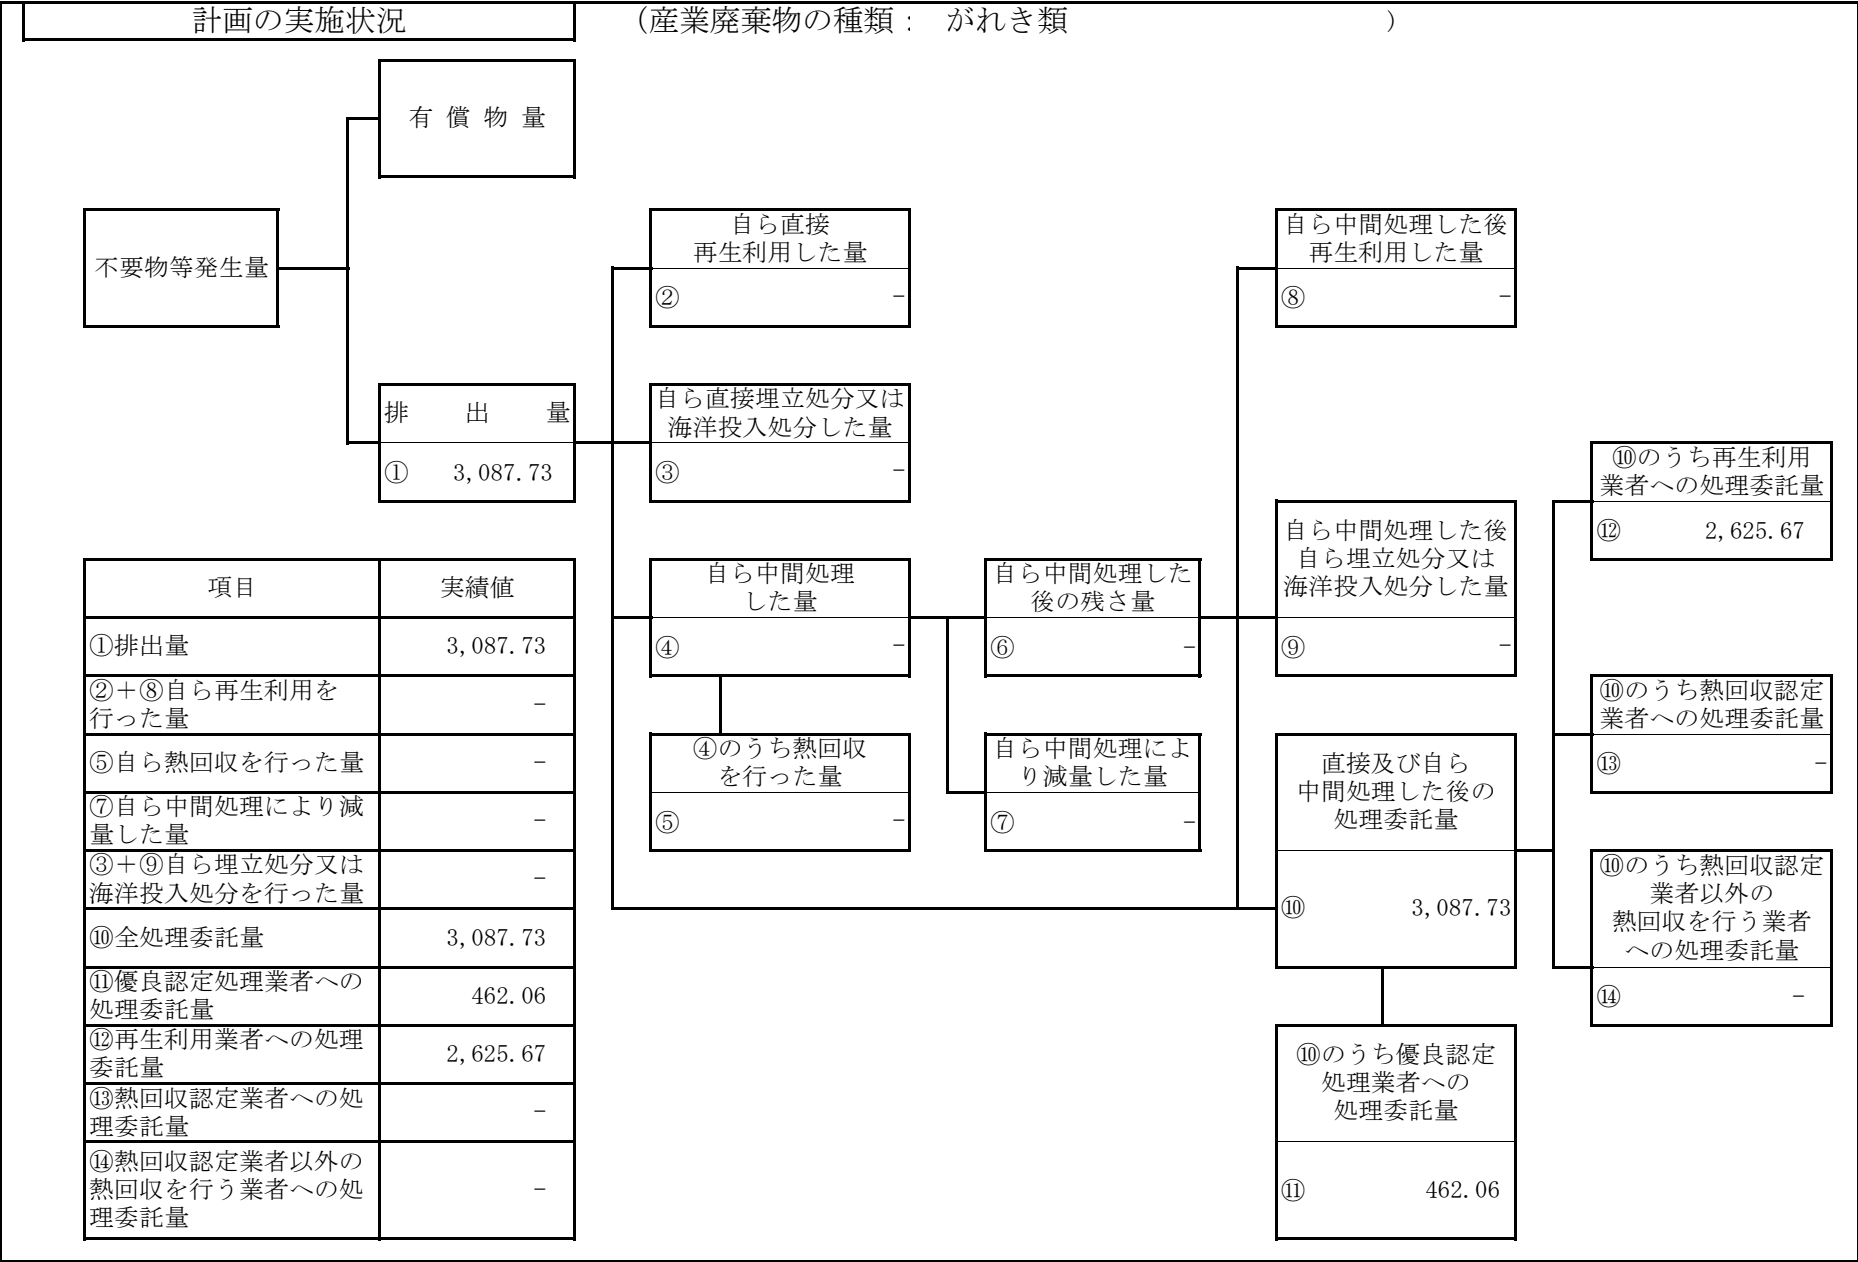 計画の実施状況
（産業廃棄物の種類： がれき類 ）
有 償 物 量
不要物等発生量
排 出 量
① 3,087.73
自ら直接
再生利用した量
② －
自ら直接埋立処分又は
海洋投入処分した量
③ －
自ら中間処理
した量
④ －
④のうち熱回収
を行った量
⑤ －
自ら中間処理した
後の残さ量
⑥ －
自ら中間処理によ
り減量した量
⑦ －
自ら中間処理した後
再生利用した量
⑧ －
自ら中間処理した後
自ら埋立処分又は
海洋投入処分した量
⑨ －
直接及び自ら
中間処理した後の
処理委託量
⑩ 3,087.73
⑩のうち優良認定
処理業者への
処理委託量
⑪ 462.06
⑩のうち再生利用
業者への処理委託量
⑫ 2,625.67
⑩のうち熱回収認定
業者への処理委託量
⑬ －
⑩のうち熱回収認定
業者以外の
熱回収を行う業者
への処理委託量
⑭ －
項目 実績値
①排出量 3,087.73
②＋⑧自ら再生利用を
行った量 －
⑤自ら熱回収を行った量 －
⑦自ら中間処理により減
量した量 －
③＋⑨自ら埋立処分又は
海洋投入処分を行った量 －
⑩全処理委託量 3,087.73
⑪優良認定処理業者への
処理委託量 462.06
⑫再生利用業者への処理
委託量 2,625.67
⑬熱回収認定業者への処
理委託量 －
⑭熱回収認定業者以外の
熱回収を行う業者への処
理委託量 －